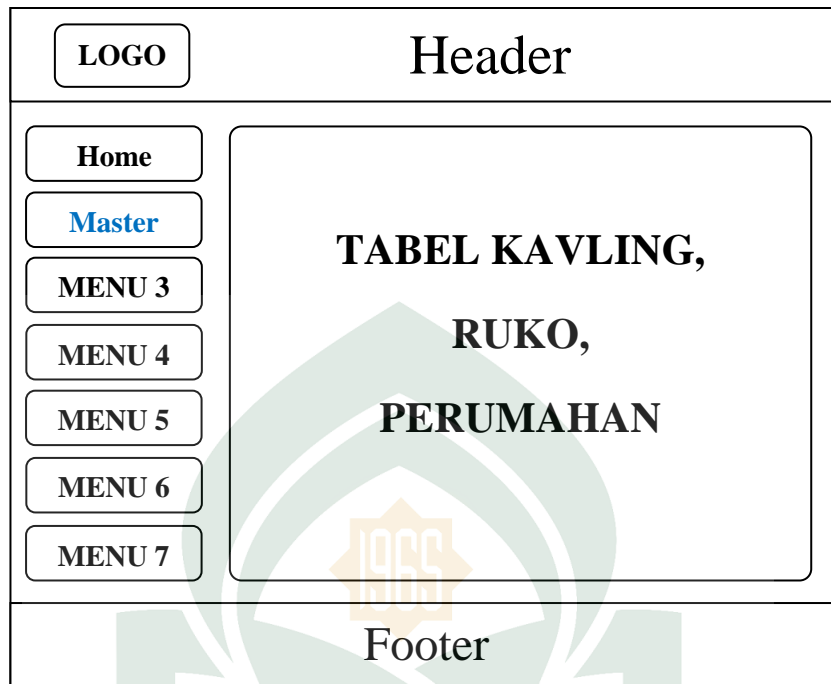 LOGO
Header
Home
Master
MENU 3
MENU 4
MENU 5
MENU 6
MENU 7
TABEL KAVLING,
RUKO,
PERUMAHAN
1965
Footer